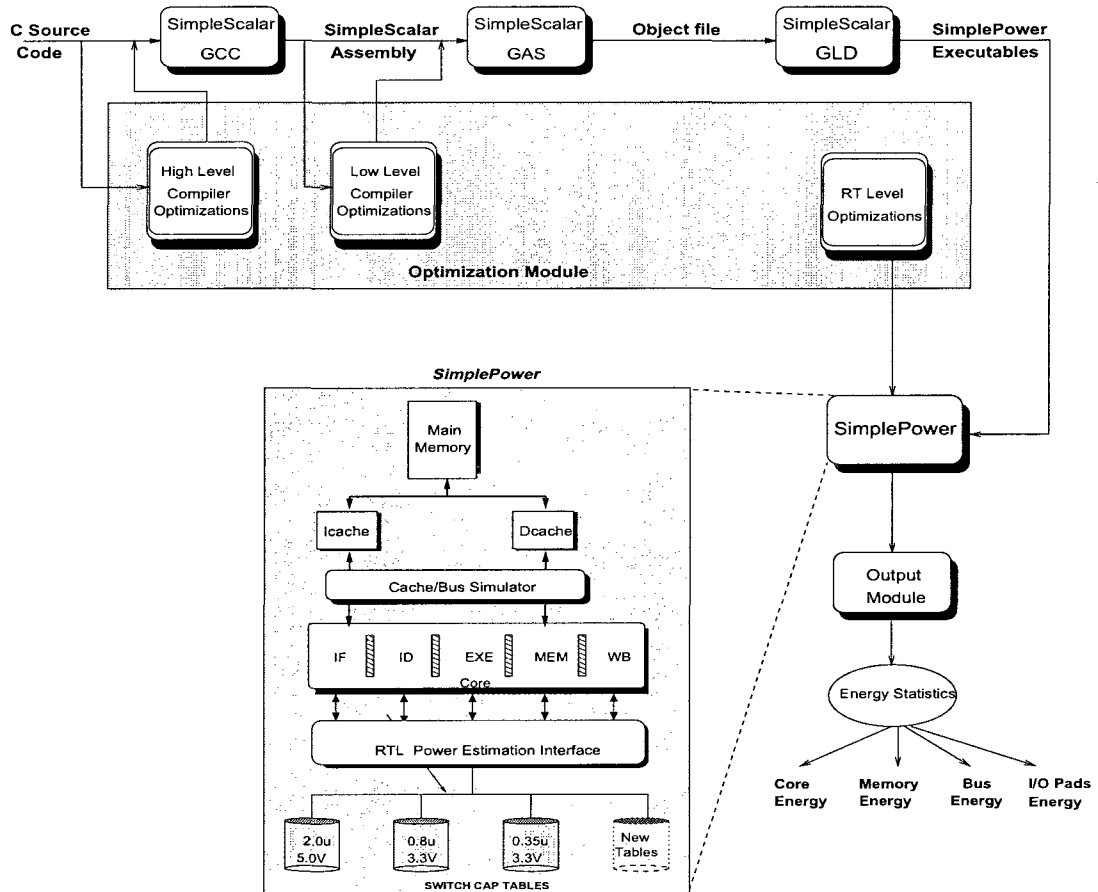 C Source
Code
SimpleScalar
GCC
SimpleScalar
Assembly
SimpleScalar
GAS
Object file
SimpleScalar
GLD
SimplePower
Executables
High Level
Compiler
Optimizations
Low Level
Compiler
Optimizations
RT Level
Optimizations
Optimization Module
SimplePower
Main
Memory
Icache
Dcache
Cache/Bus Simulator
IF
ID
EXE
MEM
WB
Core
RTL Power Estimation Interface
2.0u
5.0V
0.8u
3.3V
0.35u
3.3V
New
Tables
SWITCH CAP TABLES
SimplePower
Output
Module
Energy Statistics
Core
Energy
Memory
Energy
Bus
Energy
I/O Pads
Energy